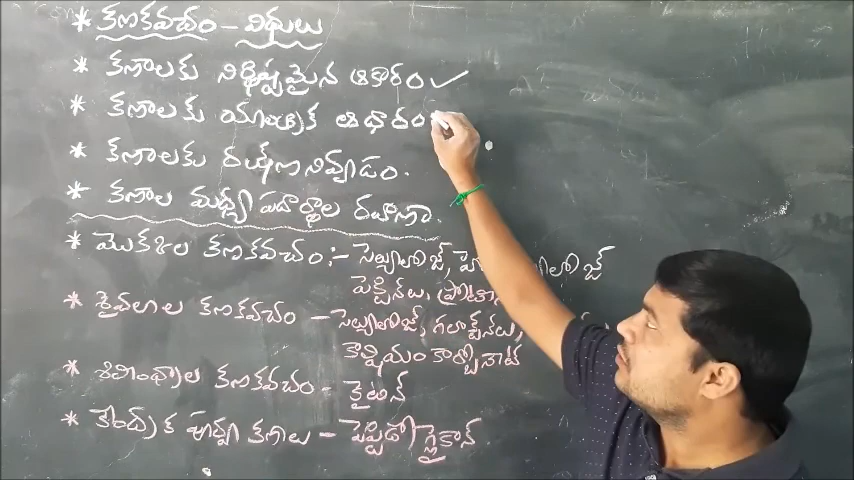 * కణకవచం - విధులు
* కణాలకు నిర్ధిష్టమైన ఆకారం ✓
* కణాలకు యాంత్రిక ఆధారం
* కణాలకు రక్షణనివ్వడం.
* కణాల మధ్య పదార్థాల రవాణా.
* మొక్కల కణకవచం :- సెల్యులోజ్,
పెక్టిన్‌లు, ప్రోటీన
* శైవలాల కణకవచం - సెల్యులోజ్, గలాక్టన్‌లు,
కాల్షియం కార్బోనాట
* శిలింధ్రాల కణకవచం - కైటిన్
* కేంద్రక పూర్వ కణాలు - పెప్టిడోగ్లైకాన్